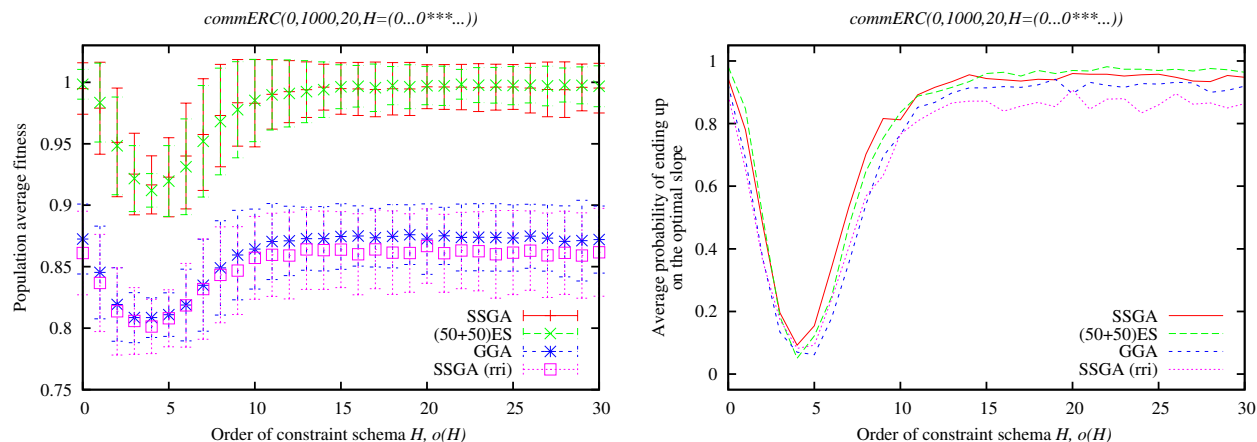 commERC(0,1000,20,H=(0...0***...))
Population average fitness
1
0.95
0.9
0.85
0.8
0.75
0 5 10 15 20 25 30
Order of constraint schema H, o(H)
SSGA
(50+50)ES
GGA
SSGA (rri)
commERC(0,1000,20,H=(0...0***...))
Average probability of ending up
on the optimal slope
1
0.8
0.6
0.4
0.2
0
0 5 10 15 20 25 30
Order of constraint schema H, o(H)
SSGA
(50+50)ES
GGA
SSGA (rri)